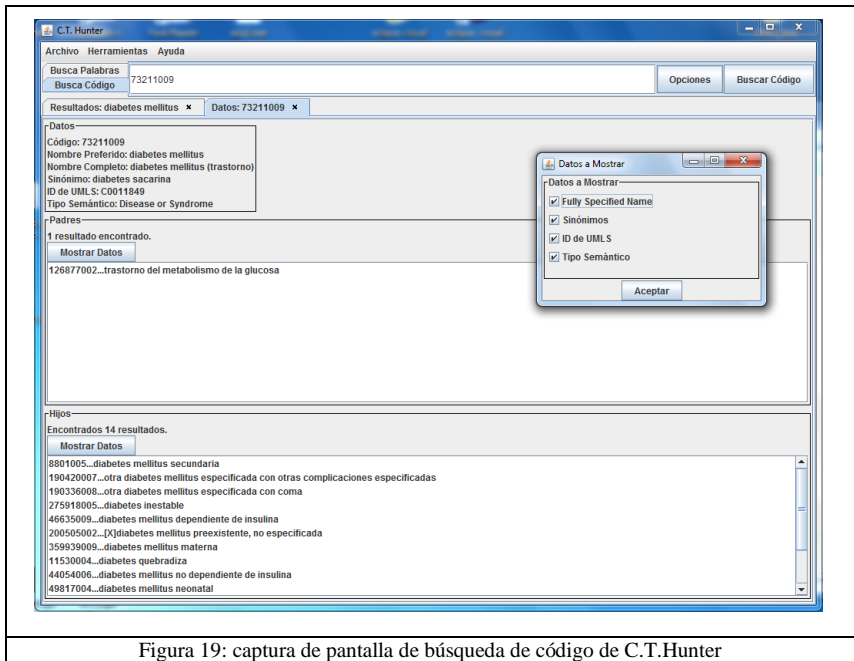 C.T. Hunter
Archivo Herramientas Ayuda
Busca Palabras
Busca Código
73211009
Opciones
Buscar Código
Resultados: diabetes mellitus ×
Datos: 73211009 ×
Datos
Código: 73211009
Nombre Preferido: diabetes mellitus
Nombre Completo: diabetes mellitus (trastorno)
Sinónimo: diabetes sacarina
ID de UMLS: C0011849
Tipo Semántico: Disease or Syndrome
Datos a Mostrar
Datos a Mostrar
Fully Specified Name
Sinónimos
ID de UMLS
Tipo Semántico
Aceptar
Padres
1 resultado encontrado.
Mostrar Datos
126877002...trastorno del metabolismo de la glucosa
Hijos
Encontrados 14 resultados.
Mostrar Datos
8801005...diabetes mellitus secundaria
190420007...otra diabetes mellitus especificada con otras complicaciones especificadas
190336008...otra diabetes mellitus especificada con coma
275918005...diabetes inestable
46635009...diabetes mellitus dependiente de insulina
200505002...[X]diabetes mellitus preexistente, no especificada
359939009...diabetes mellitus materna
11530004...diabetes quebradiza
44054006...diabetes mellitus no dependiente de insulina
49817004...diabetes mellitus neonatal
Figura 19: captura de pantalla de búsqueda de código de C.T.Hunter